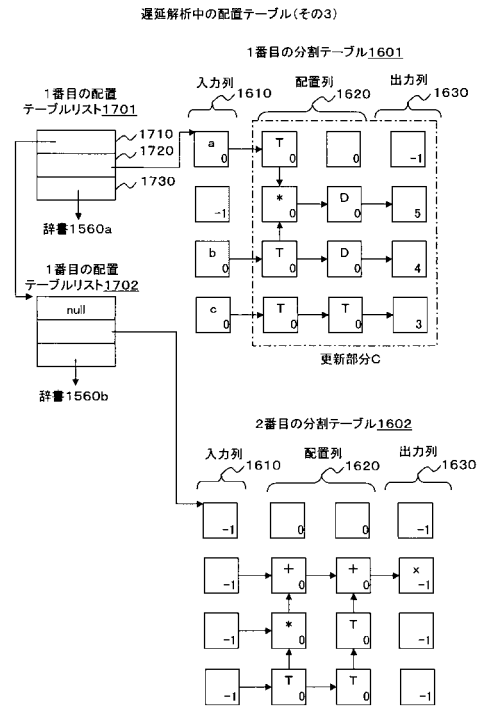 遅延解析中の配置テーブル(その3)
1番目の分割テーブル1601
1番目の配置
テーブルリスト1701
入力列
1610
配置列
1620
出力列
1630
1710
1720
1730
辞書1560a
a 0
T 0
0
-1
-1
* 0
D 0
5
b 0
T 0
D 0
4
c 0
T 0
T 0
3
更新部分C
1番目の配置
テーブルリスト1702
null
辞書1560b
2番目の分割テーブル1602
入力列
1610
配置列
1620
出力列
1630
-1
0
0
-1
-1
+ 0
+ 0
× -1
-1
* 0
T 0
-1
-1
T 0
T 0
-1